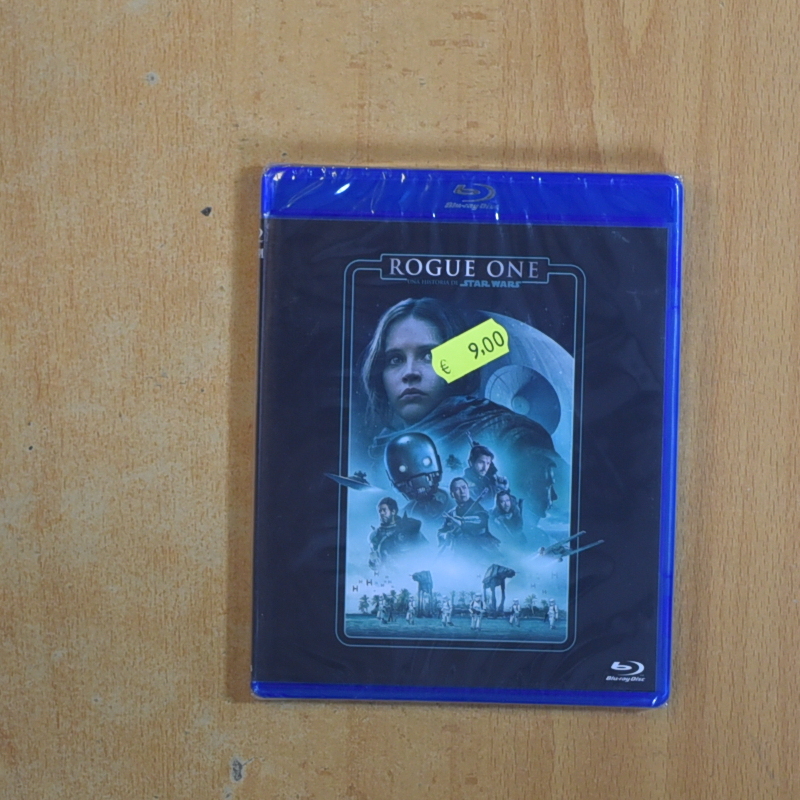 Blu-ray Disc
ROGUE ONE
UNA HISTORIA DE STAR WARS
€ 9,00
Blu-ray Disc